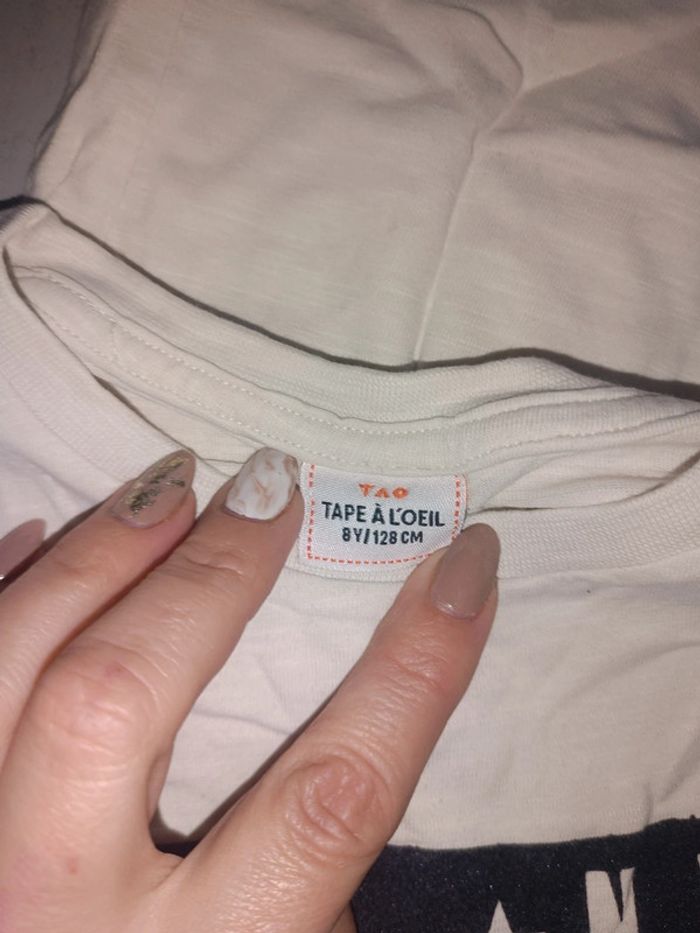 TAO
TAPE À L'OEIL
8Y/128 CM